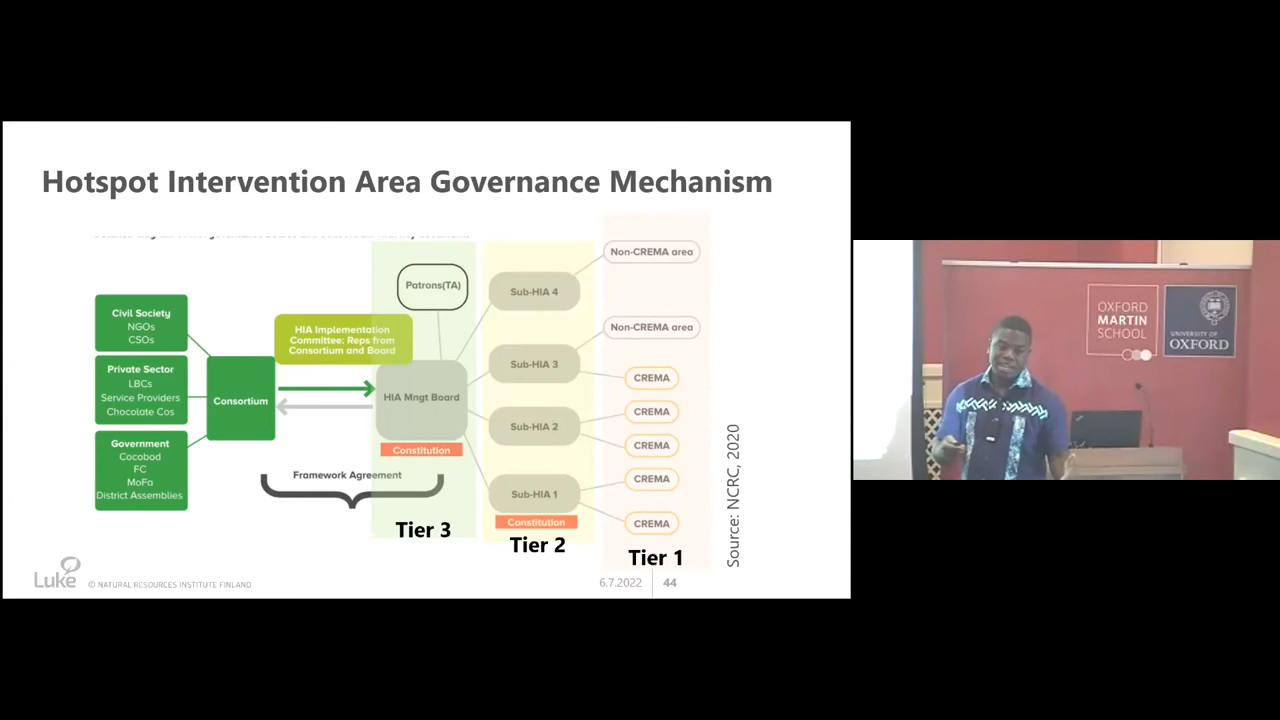 Hotspot Intervention Area Governance Mechanism
Civil Society
NGOs
CSOs
Private Sector
LBCs
Service Providers
Chocolate Cos
Government
Cocobod
FC
MoFa
District Assemblies
Consortium
HIA Implementation
Committee: Reps from
Consortium and Board
Framework Agreement
Patrons(TA)
HIA Mngt Board
Constitution
Tier 3
Sub-HIA 4
Sub-HIA 3
Sub-HIA 2
Sub-HIA 1
Constitution
Tier 2
Non-CREMA area
Non-CREMA area
CREMA
CREMA
CREMA
CREMA
CREMA
Tier 1
Source: NCRC, 2020
Luke
© NATURAL RESOURCES INSTITUTE FINLAND
6.7.2022
44
OXFORD
MARTIN
SCHOOL
UNIVERSITY OF
OXFORD